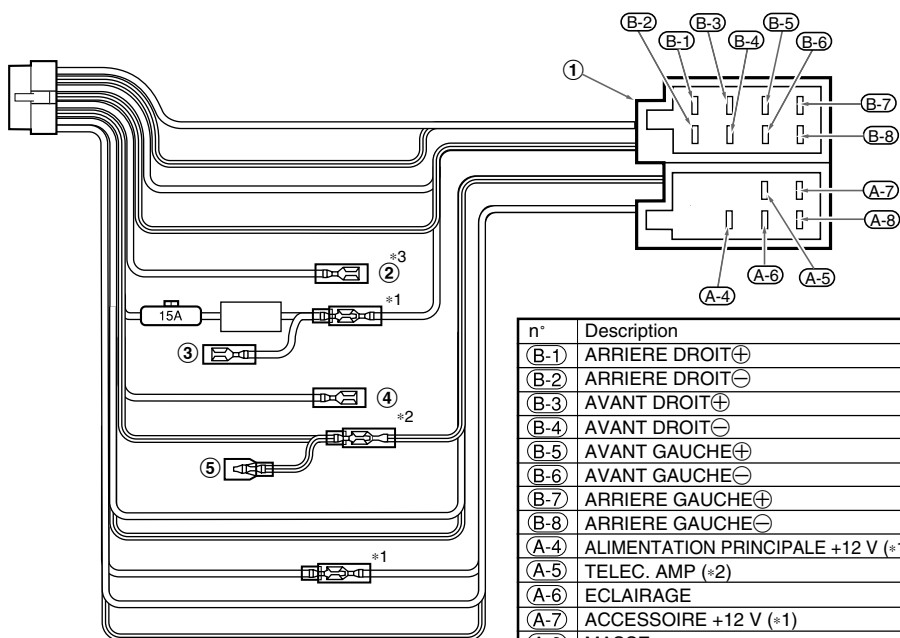 B-2 B-3 B-5
B-1 B-4 B-6
①
B-7
B-8
A-7
A-8
A-4 A-6 A-5
*3
②
*1
15A
③
④
*2
⑤
*1
n° Description
B-1 ARRIERE DROIT⊕
B-2 ARRIERE DROIT⊖
B-3 AVANT DROIT⊕
B-4 AVANT DROIT⊖
B-5 AVANT GAUCHE⊕
B-6 AVANT GAUCHE⊖
B-7 ARRIERE GAUCHE⊕
B-8 ARRIERE GAUCHE⊖
A-4 ALIMENTATION PRINCIPALE +12 V (*1
A-5 TELEC. AMP (*2)
A-6 ECLAIRAGE
A-7 ACCESSOIRE +12 V (*1)